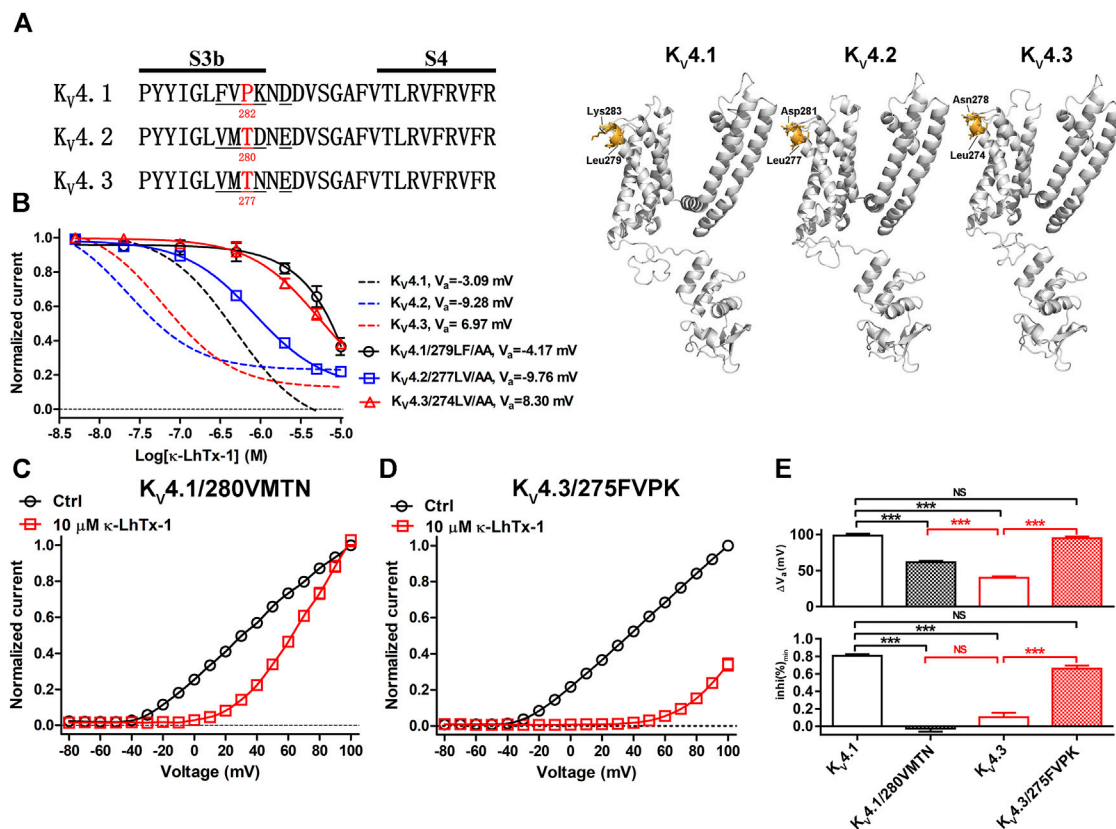 A
S3b S4
Kv4.1 PYYIGLFVPKNDDVSGAFVTLRVFRVFR
282
Kv4.2 PYYIGLVMTDNEDVSGAFVTLRVFRVFR
280
Kv4.3 PYYIGLVMTNNEDVSGAFVTLRVFRVFR
277
Kv4.1 Kv4.2 Kv4.3
Lys283
Leu279
Asp281
Leu277
Asn278
Leu274
B
Normalized current
1.0
0.8
0.6
0.4
0.2
0.0
-8.5 -8.0 -7.5 -7.0 -6.5 -6.0 -5.5 -5.0
Log[κ-LhTx-1] (M)
Kv4.1, Va=-3.09 mV
Kv4.2, Va=-9.28 mV
Kv4.3, Va= 6.97 mV
Kv4.1/279LF/AA, Va=-4.17 mV
Kv4.2/277LV/AA, Va=-9.76 mV
Kv4.3/274LV/AA, Va=8.30 mV
C
Kv4.1/280VMTN
Ctrl
10 μM κ-LhTx-1
Normalized current
1.0
0.8
0.6
0.4
0.2
0.0
-80 -60 -40 -20 0 20 40 60 80 100
Voltage (mV)
D
Kv4.3/275FVPK
Ctrl
10 μM κ-LhTx-1
Normalized current
1.0
0.8
0.6
0.4
0.2
0.0
-80 -60 -40 -20 0 20 40 60 80 100
Voltage (mV)
E
NS
***
*** *** ***
ΔVa (mV)
100
50
0
NS
***
*** NS ***
inhi(%)min
1.0
0.8
0.6
0.4
0.2
0.0
Kv4.1
Kv4.1/280VMTN
Kv4.3
Kv4.3/275FVPK